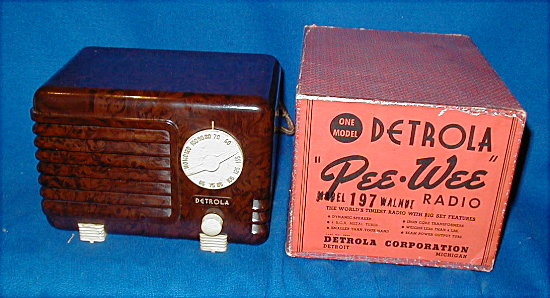 DETROLA
ONE
MODEL
DETROLA
"PEE·WEE"
MODEL 197 WALNUT
RADIO
THE WORLD'S TINIEST RADIO WITH BIG SET FEATURES
DYNAMIC SPEAKER
SMALLER THAN YOUR HAND
IRON CORE TRANSFORMERS
WEIGHS LESS THAN 4 LBS.
BEAM POWER OUTPUT TUBE
DETROLA CORPORATION
DETROIT
MICHIGAN